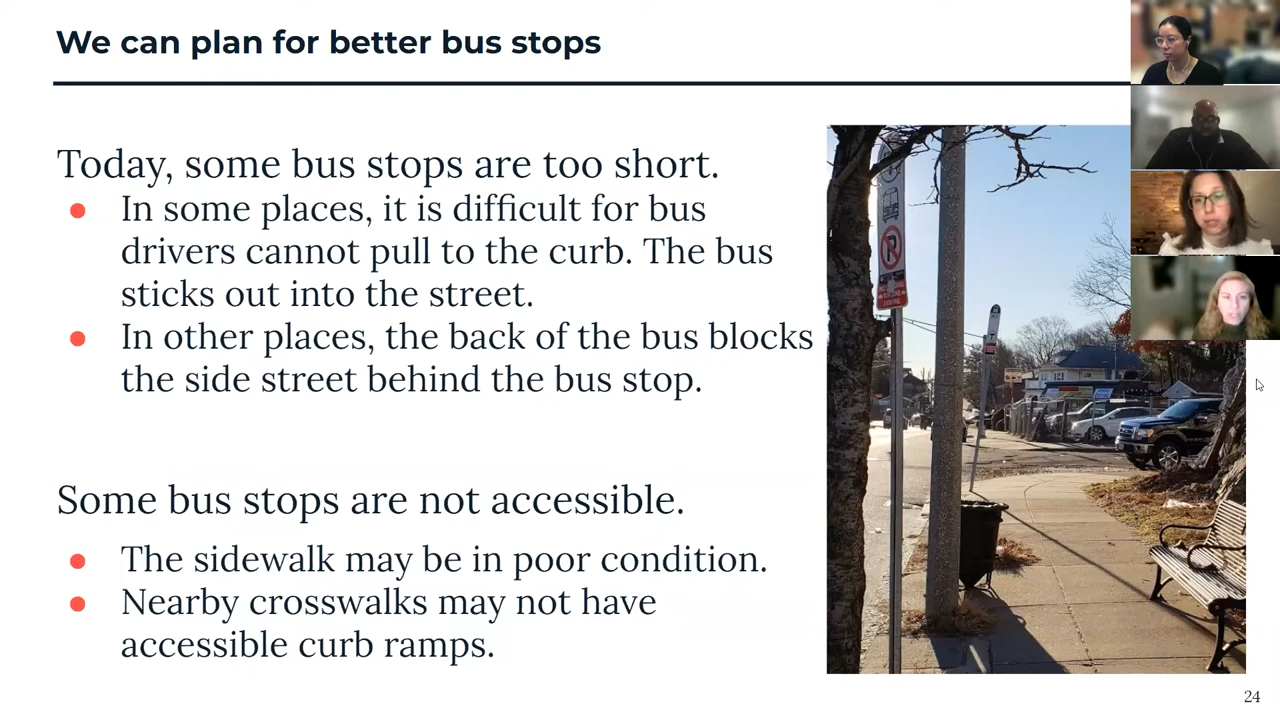 We can plan for better bus stops
Today, some bus stops are too short.
● In some places, it is difficult for bus
drivers cannot pull to the curb. The bus
sticks out into the street.
● In other places, the back of the bus blocks
the side street behind the bus stop.
Some bus stops are not accessible.
● The sidewalk may be in poor condition.
● Nearby crosswalks may not have
accessible curb ramps.
P
24